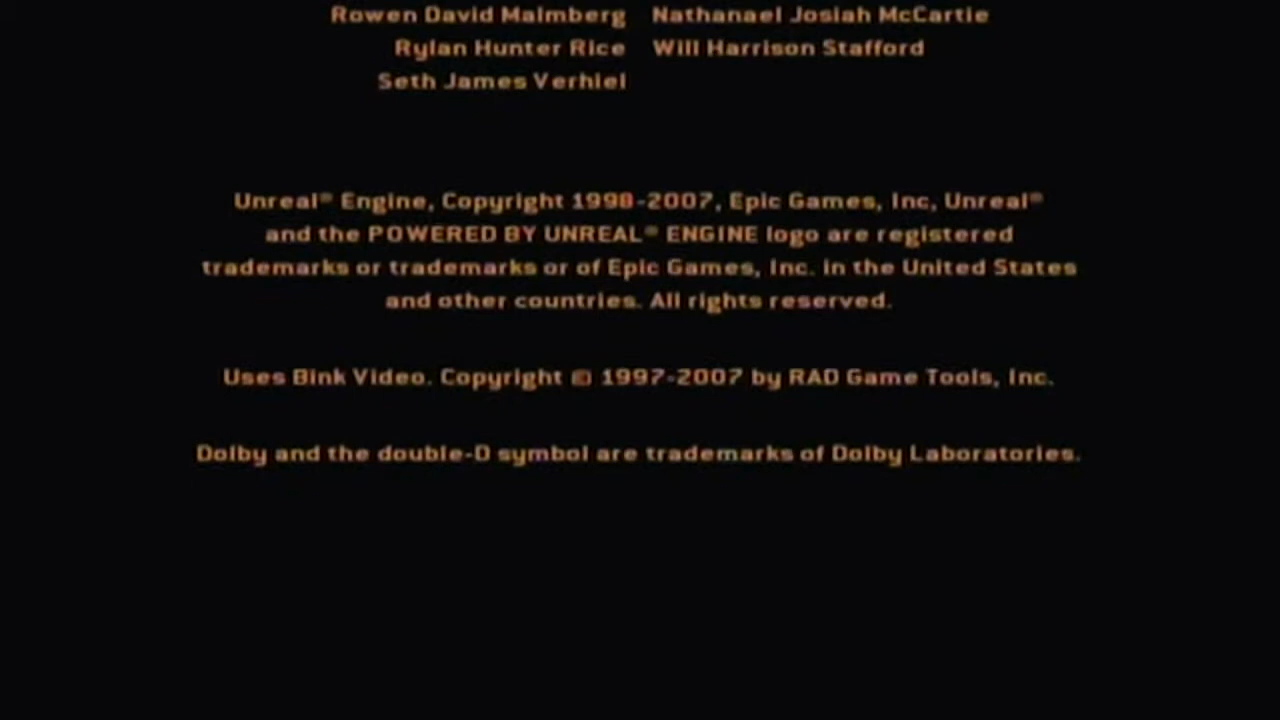 Rowen David Malmberg Nathanael Josiah McCartie
Rylan Hunter Rice Will Harrison Stafford
Seth James Verhiel
Unreal® Engine, Copyright 1998-2007, Epic Games, Inc, Unreal®
and the POWERED BY UNREAL® ENGINE logo are registered
trademarks or trademarks or of Epic Games, Inc. in the United States
and other countries. All rights reserved.
Uses Bink Video. Copyright © 1997-2007 by RAD Game Tools, Inc.
Dolby and the double-D symbol are trademarks of Dolby Laboratories.